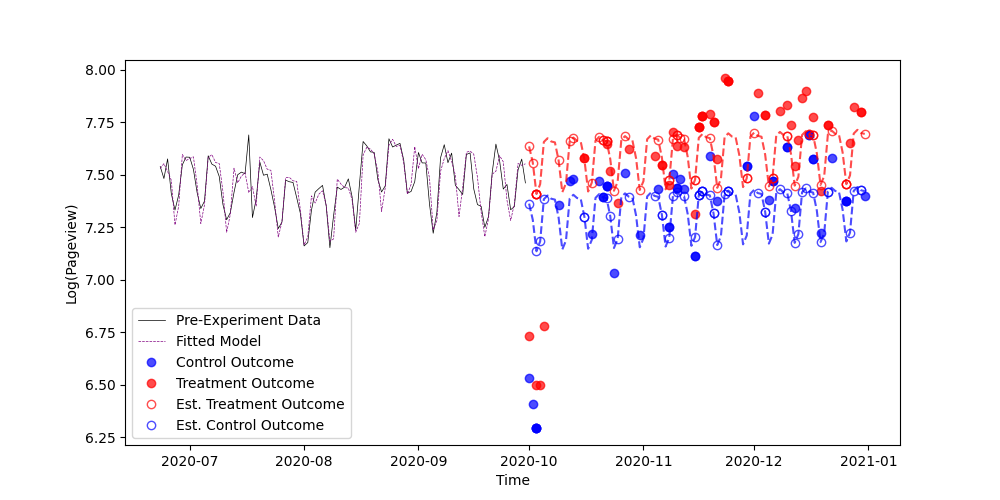 8.00
7.75
7.50
7.25
7.00
6.75
6.50
6.25
Log(Pageview)
Pre-Experiment Data
Fitted Model
Control Outcome
Treatment Outcome
Est. Treatment Outcome
Est. Control Outcome
2020-07 2020-08 2020-09 2020-10 2020-11 2020-12 2021-01
Time